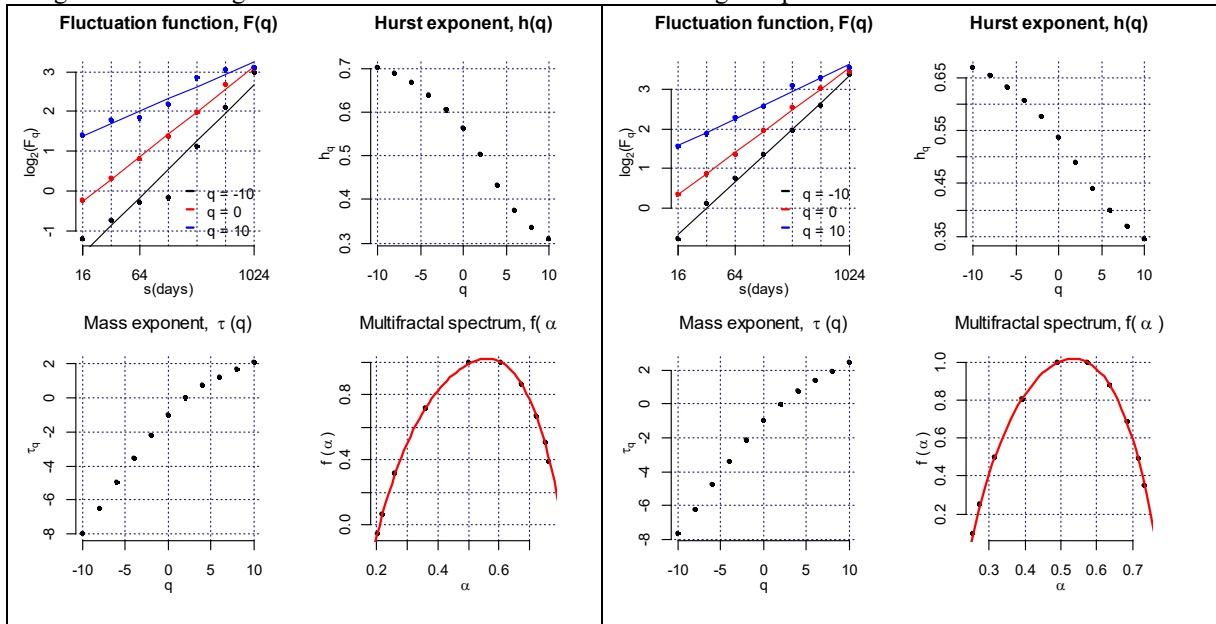 Fluctuation function, F(q)
Hurst exponent, h(q)
log2(Fq)
3
2
1
0
-1
q = -10
q = 0
q = 10
16
64
1024
s(days)
hq
0.7
0.6
0.5
0.4
0.3
-10
-5
0
5
10
q
Mass exponent, τ (q)
Multifractal spectrum, f( α
τq
2
0
-2
-4
-6
-8
-10
-5
0
5
10
q
f (α)
0.8
0.4
0.0
0.2
0.4
0.6
α
Fluctuation function, F(q)
Hurst exponent, h(q)
log2(Fq)
3
2
1
0
q = -10
q = 0
q = 10
16
64
1024
s(days)
hq
0.65
0.55
0.45
0.35
-10
-5
0
5
10
q
Mass exponent, τ (q)
Multifractal spectrum, f( α )
τq
2
0
-2
-4
-6
-8
-10
-5
0
5
10
q
f (α)
1.0
0.8
0.6
0.4
0.2
0.3
0.4
0.5
0.6
0.7
α